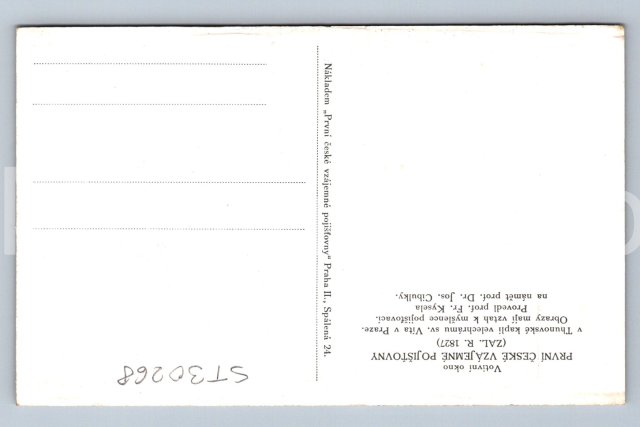 Votivní okno
PRVNÍ ČESKÉ VZÁJEMNÉ POJIŠŤOVNY
(ZAL. R. 1827)
v Thunovské kapli velechrámu sv. Víta v Praze.
Obrazy mají vztah k myšlence pojišťovací.
Provedl prof. Fr. Kysela
na námět prof. Dr. Jos. Cibulky.
Nákladem „První české vzájemné pojišťovny" Praha II., Spálená 24.
ST30268